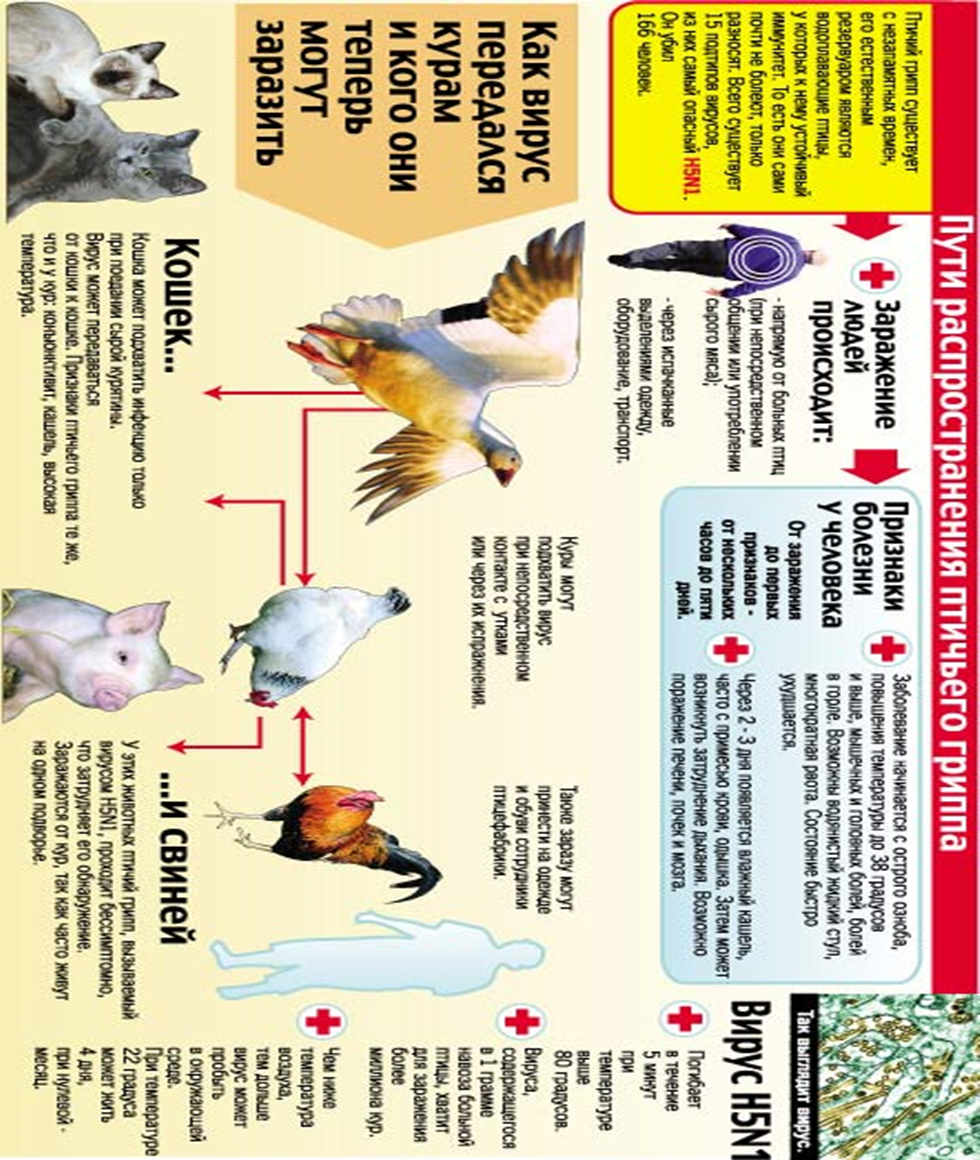 Пути распространения птичьего гриппа
Птичий грипп существует
с незапамятных времен,
его естественным
резервуаром являются
водоплавающие птицы,
у которых к нему устойчивый
иммунитет. То есть они сами
почти не болеют, только
разносят. Всего существует
15 подтипов вирусов,
из них самый опасный H5N1.
Он убил
166 человек.
Заражение
людей
происходит:
- напрямую от больных птиц
(при непосредственном
общении или употреблении
сырого мяса);
- через испачканные
выделениями одежду,
оборудование, транспорт.
Признаки
болезни
у человека
От заражения
до первых
признаков -
от нескольких
часов до пяти
дней.
Заболевание начинается с острого озноба,
повышения температуры до 38 градусов
и выше, мышечных и головных болей, болей
в горле. Возможны водянистый жидкий стул,
многократная рвота. Состояние быстро
ухудшается.
Через 2 - 3 дня появляется влажный кашель,
часто с примесью крови, одышка. Затем может
возникнуть затруднение дыхания. Возможно
поражение печени, почек и мозга.
Так выглядит вирус.
Вирус H5N1
Погибает
в течение
5 минут
при
температуре
выше
80 градусов.
Вируса,
содержащегося
в 1 грамме
навоза больной
птицы, хватит
для заражения
более
миллиона кур.
Чем ниже
температура
воздуха,
тем дольше
вирус может
пробыть
в окружающей
среде.
При температуре
22 градуса
может жить
4 дня,
при нулевой -
месяц.
Как вирус
передался
курам
и кого они
теперь
могут
заразить
Куры могут
подхватить вирус
при непосредственном
контакте с утками
или через их испражнения.
Также заразу могут
принести на одежде
и обуви сотрудники
птицефабрики.
Кошек...
Кошка может подхватить инфекцию только
при поедании сырой курятины.
Вирус может передаваться
от кошки к кошке. Признаки птичьего гриппа те же,
что и у кур: конъюнктивит, кашель, высокая
температура.
...и свиней
У этих животных птичий грипп, вызываемый
вирусом H5N1, проходит бессимптомно,
что затрудняет его обнаружение.
Заражаются от кур, так как часто живут
на одном подворье.